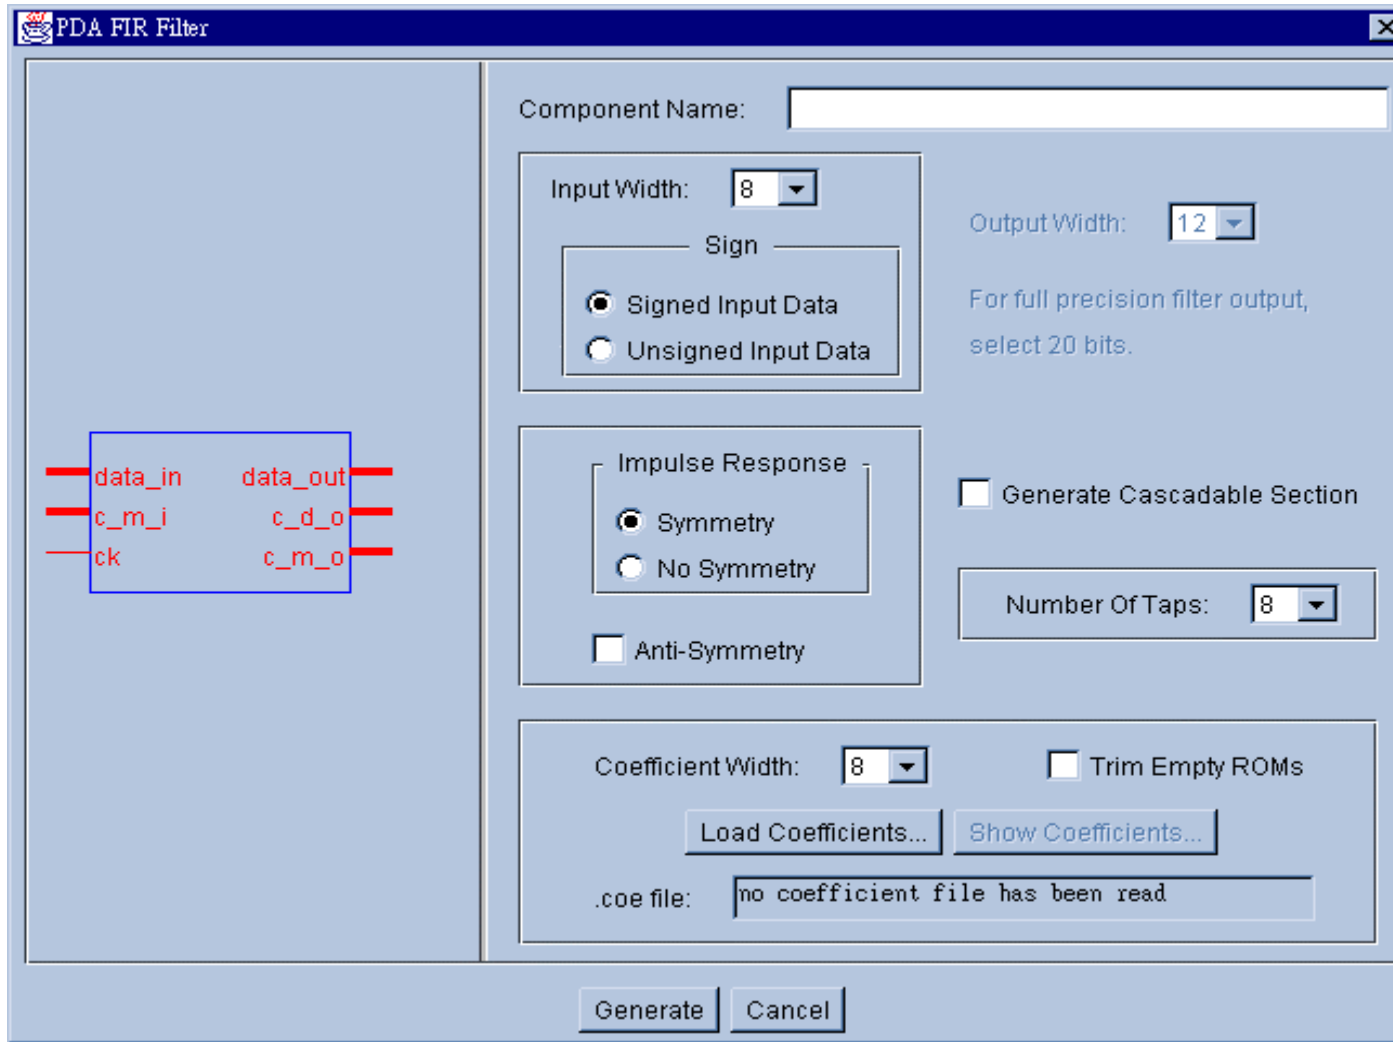 PDA FIR Filter
Component Name:
Input Width: 8
Sign
Signed Input Data
Unsigned Input Data
Output Width: 12
For full precision filter output,
select 20 bits.
data_in data_out
c_m_i c_d_o
ck c_m_o
Impulse Response
Symmetry
No Symmetry
Anti-Symmetry
Generate Cascadable Section
Number Of Taps: 8
Coefficient Width: 8 Trim Empty ROMs
Load Coefficients... Show Coefficients...
.coe file: no coefficient file has been read
Generate Cancel